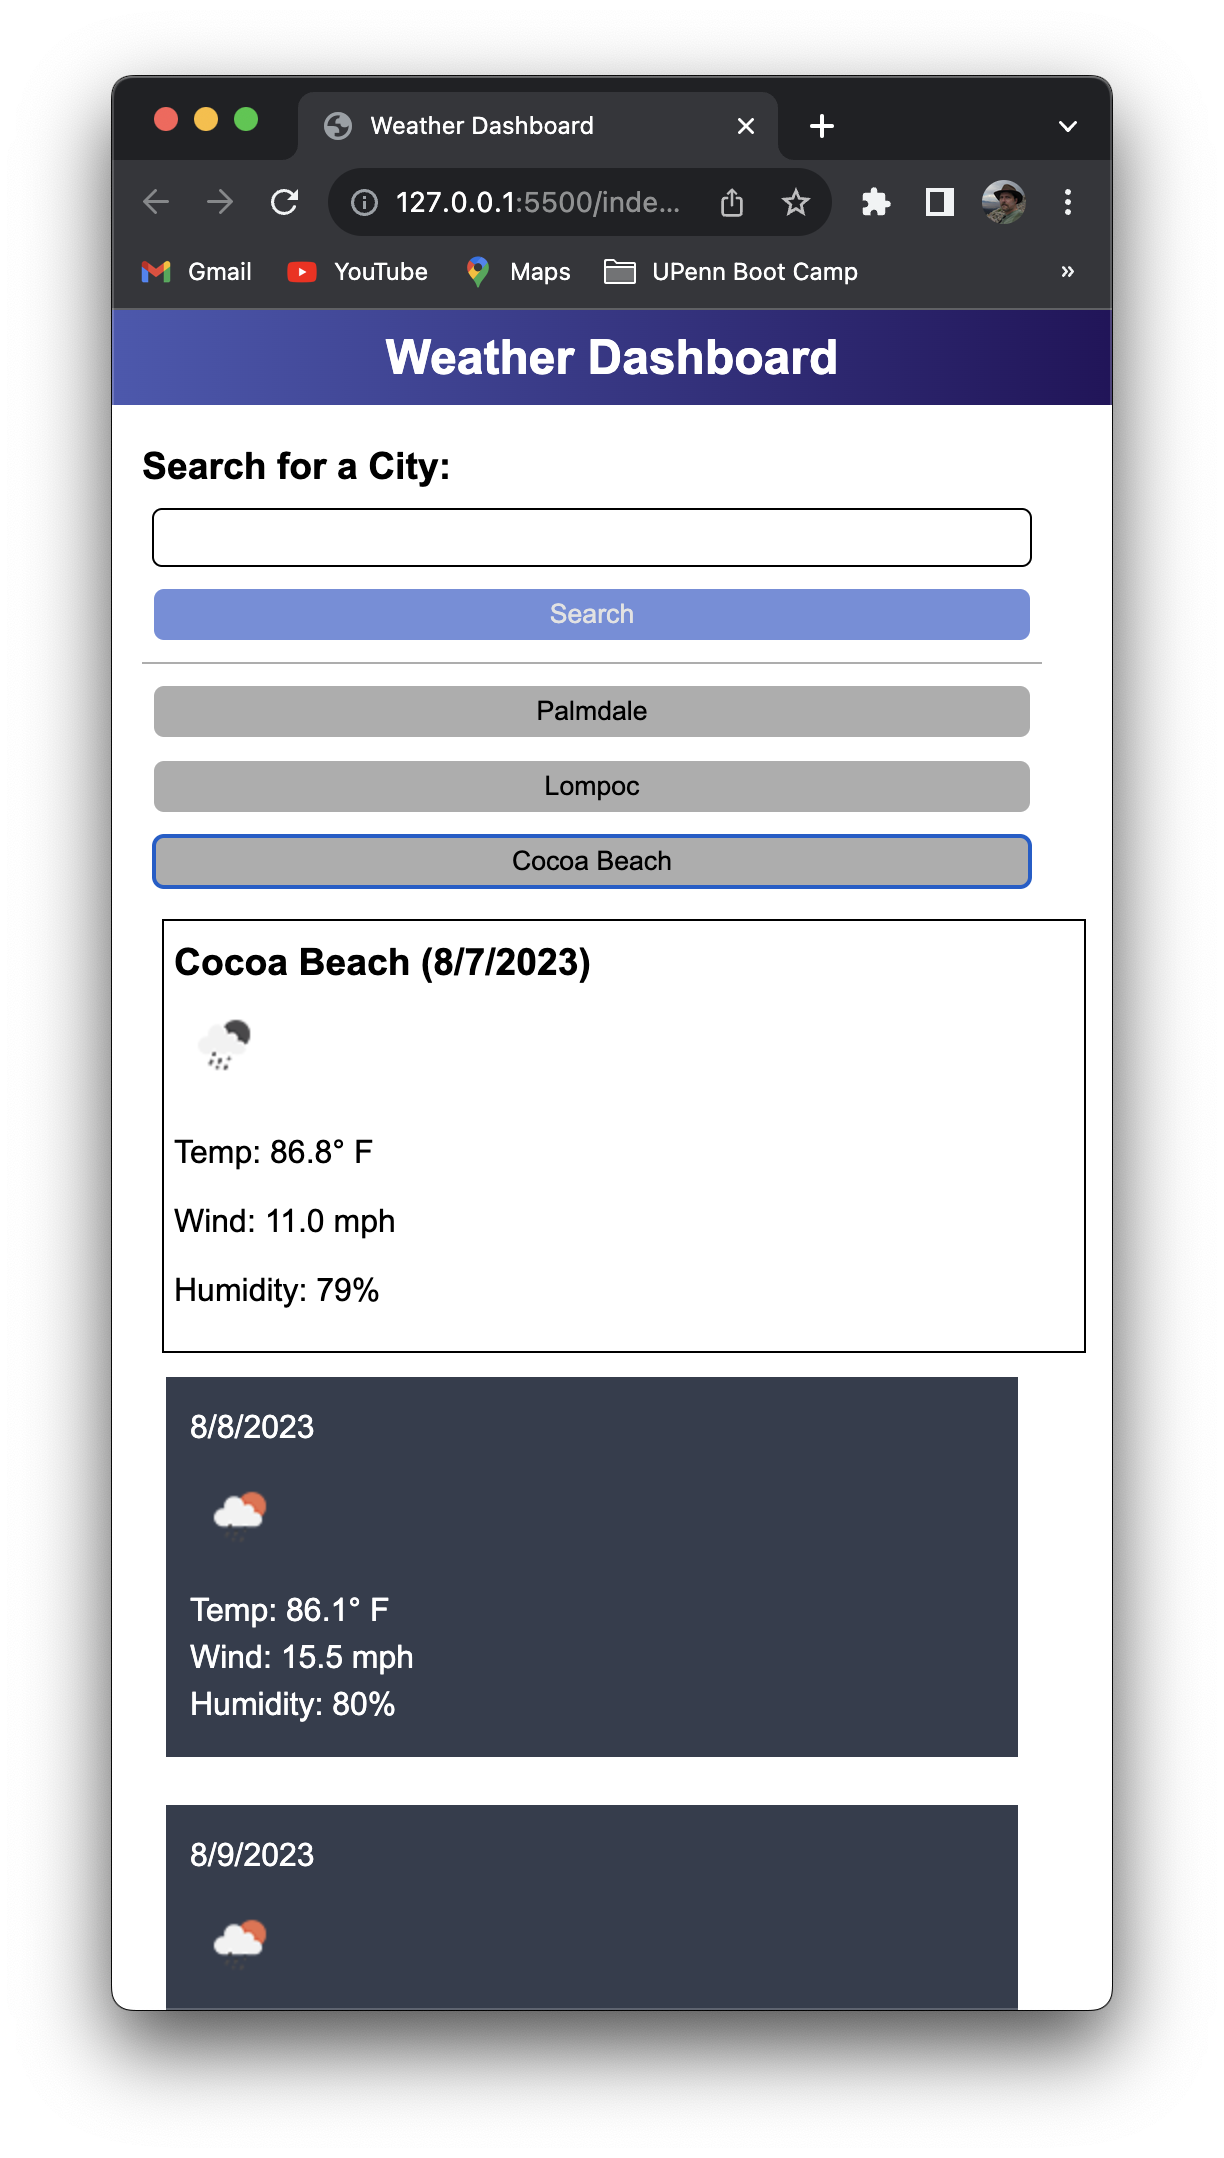 Weather Dashboard
127.0.0.1:5500/inde...
Gmail YouTube Maps UPenn Boot Camp »
Weather Dashboard
Search for a City:
Search
Palmdale
Lompoc
Cocoa Beach
Cocoa Beach (8/7/2023)
Temp: 86.8° F
Wind: 11.0 mph
Humidity: 79%
8/8/2023
Temp: 86.1° F
Wind: 15.5 mph
Humidity: 80%
8/9/2023